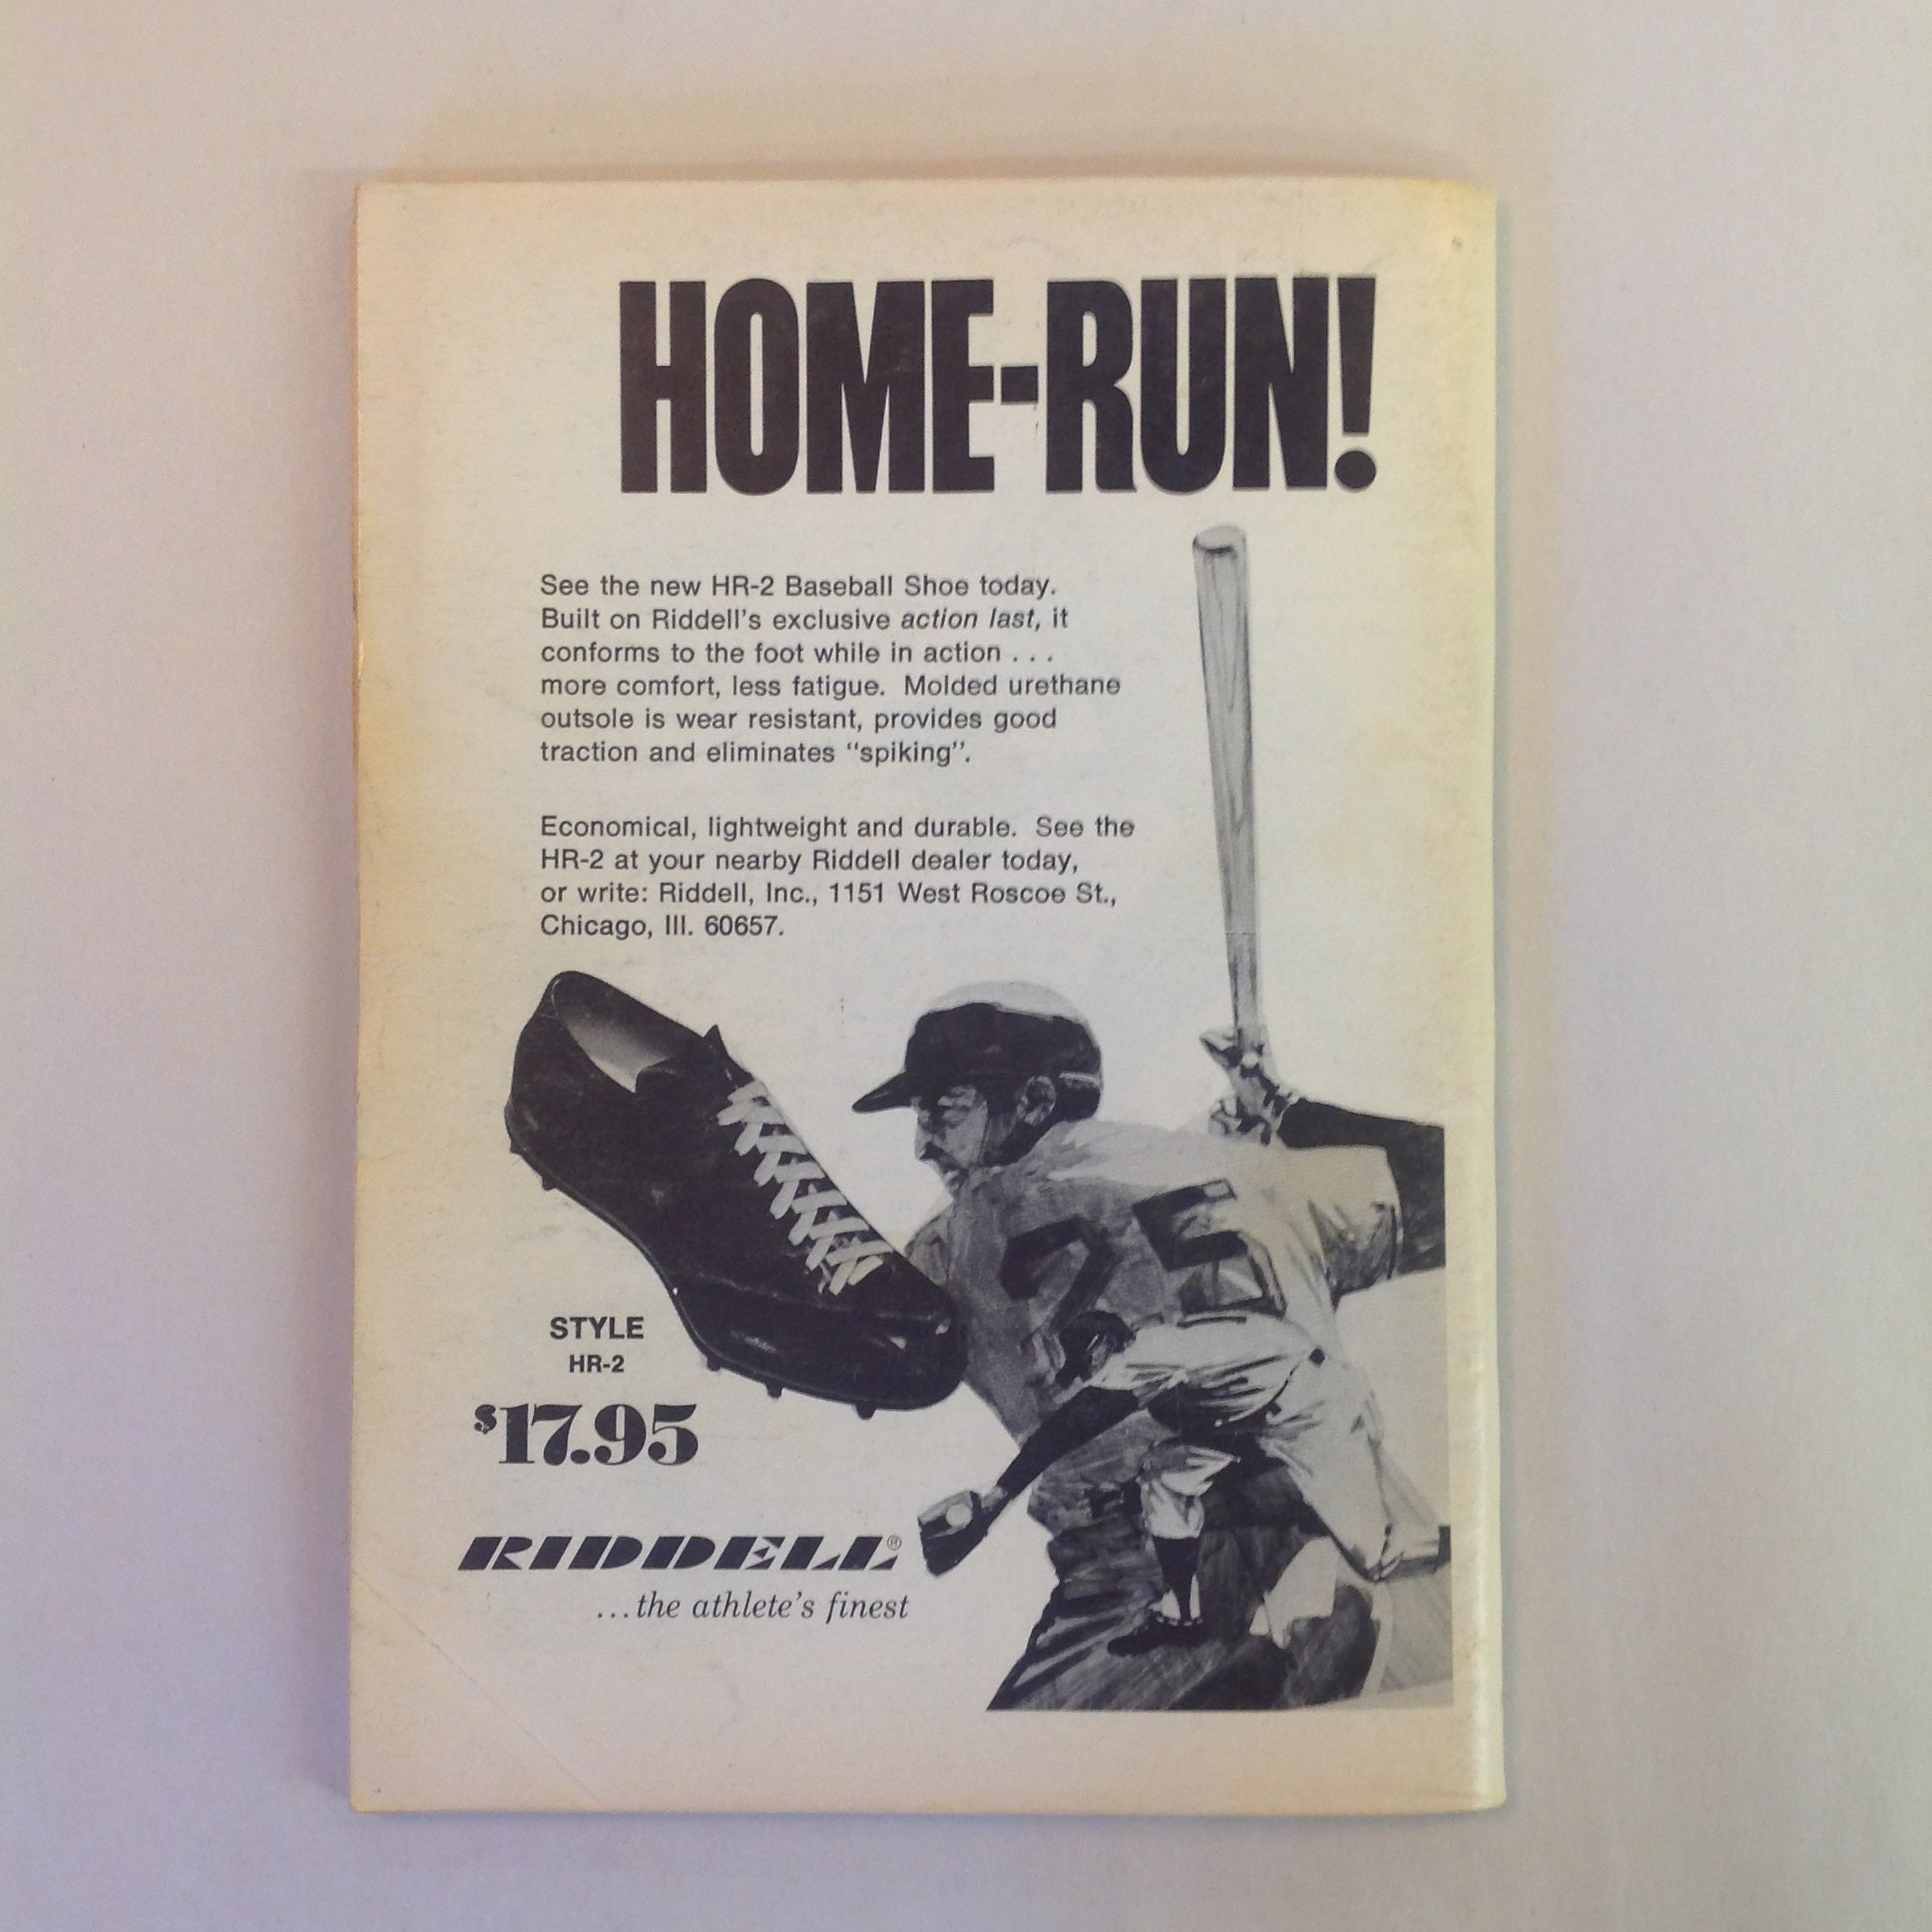 HOME-RUN!
See the new HR-2 Baseball Shoe today.
Built on Riddell's exclusive action last, it
conforms to the foot while in action . . .
more comfort, less fatigue. Molded urethane
outsole is wear resistant, provides good
traction and eliminates "spiking".
Economical, lightweight and durable. See the
HR-2 at your nearby Riddell dealer today,
or write: Riddell, Inc., 1151 West Roscoe St.,
Chicago, Ill. 60657.
25
STYLE
HR-2
$17.95
RIDDELL®
...the athlete's finest